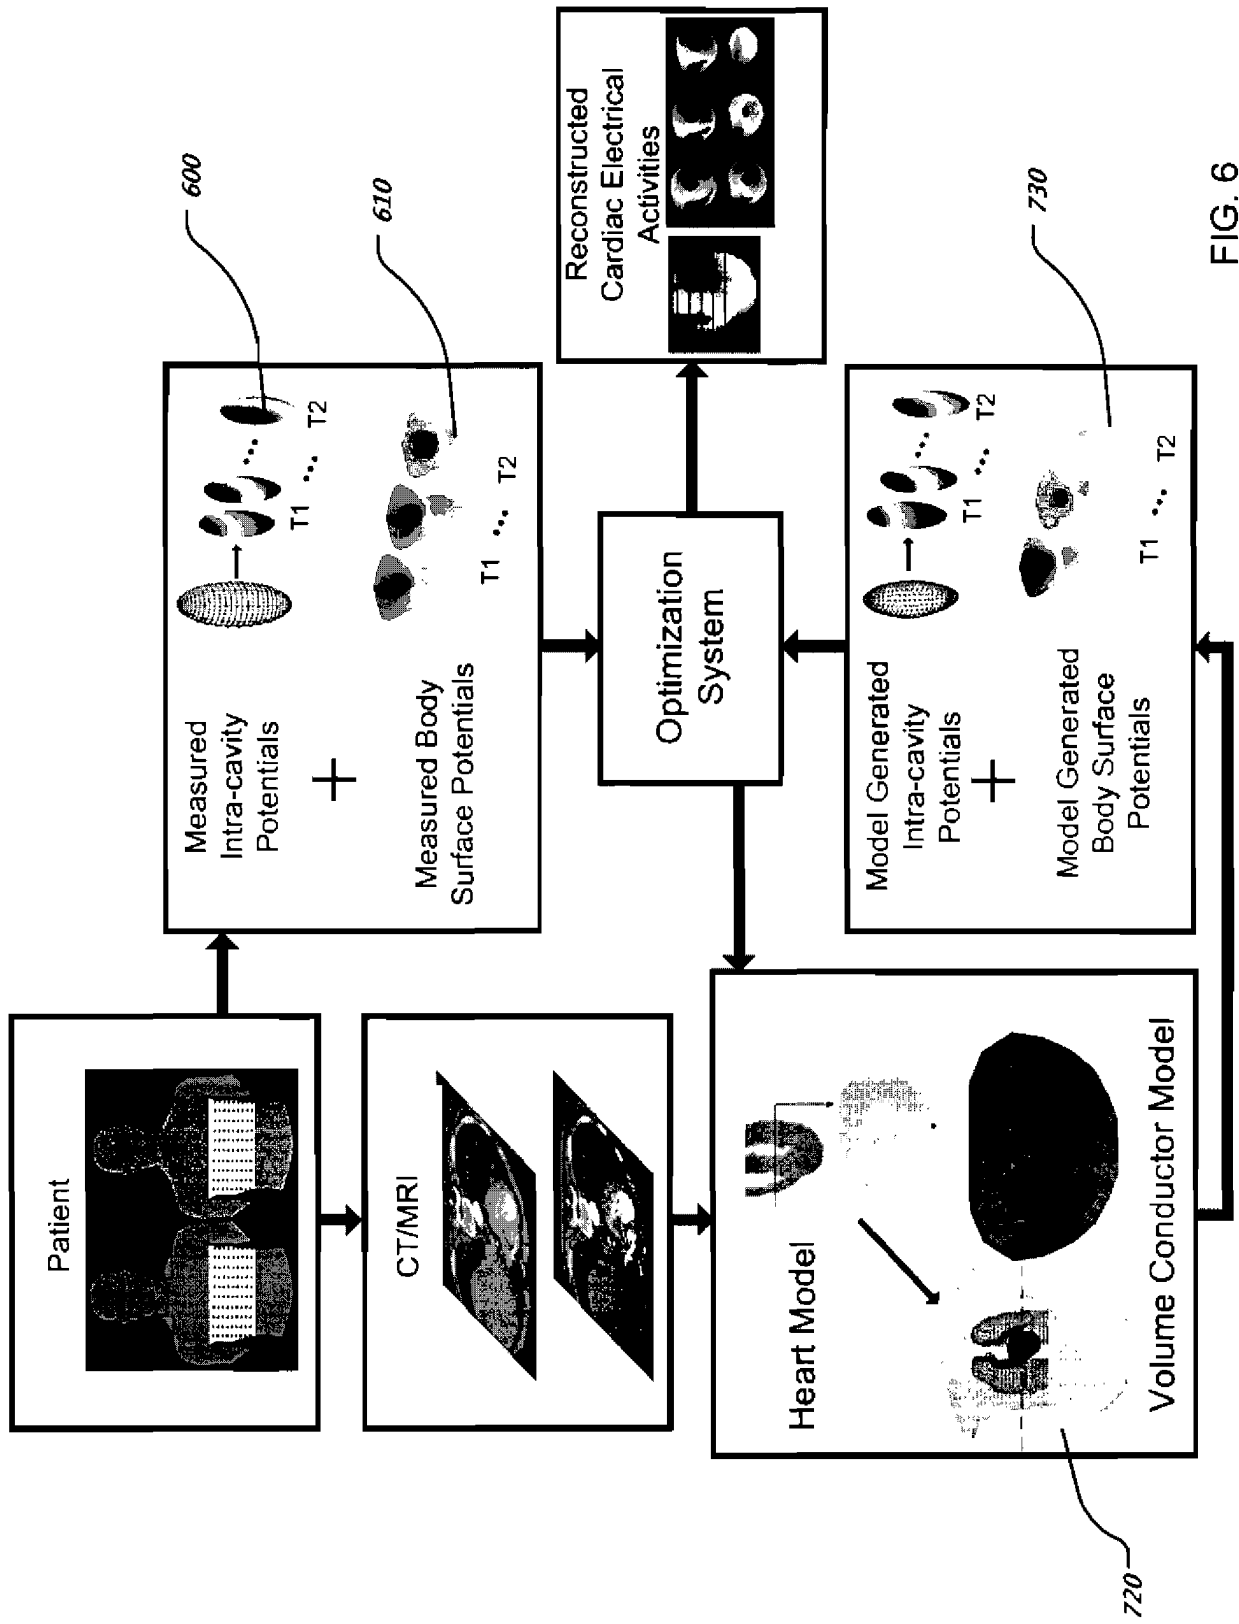 Patient
CT/MRI
Heart Model
Volume Conductor Model
720
Measured
Intra-cavity
Potentials
+
Measured Body
Surface Potentials
T1
T2
T1
T2
600
610
Optimization
System
Model Generated
Intra-cavity
Potentials
+
Model Generated
Body Surface
Potentials
T1
T2
T1
T2
730
Reconstructed
Cardiac Electrical
Activities
FIG. 6